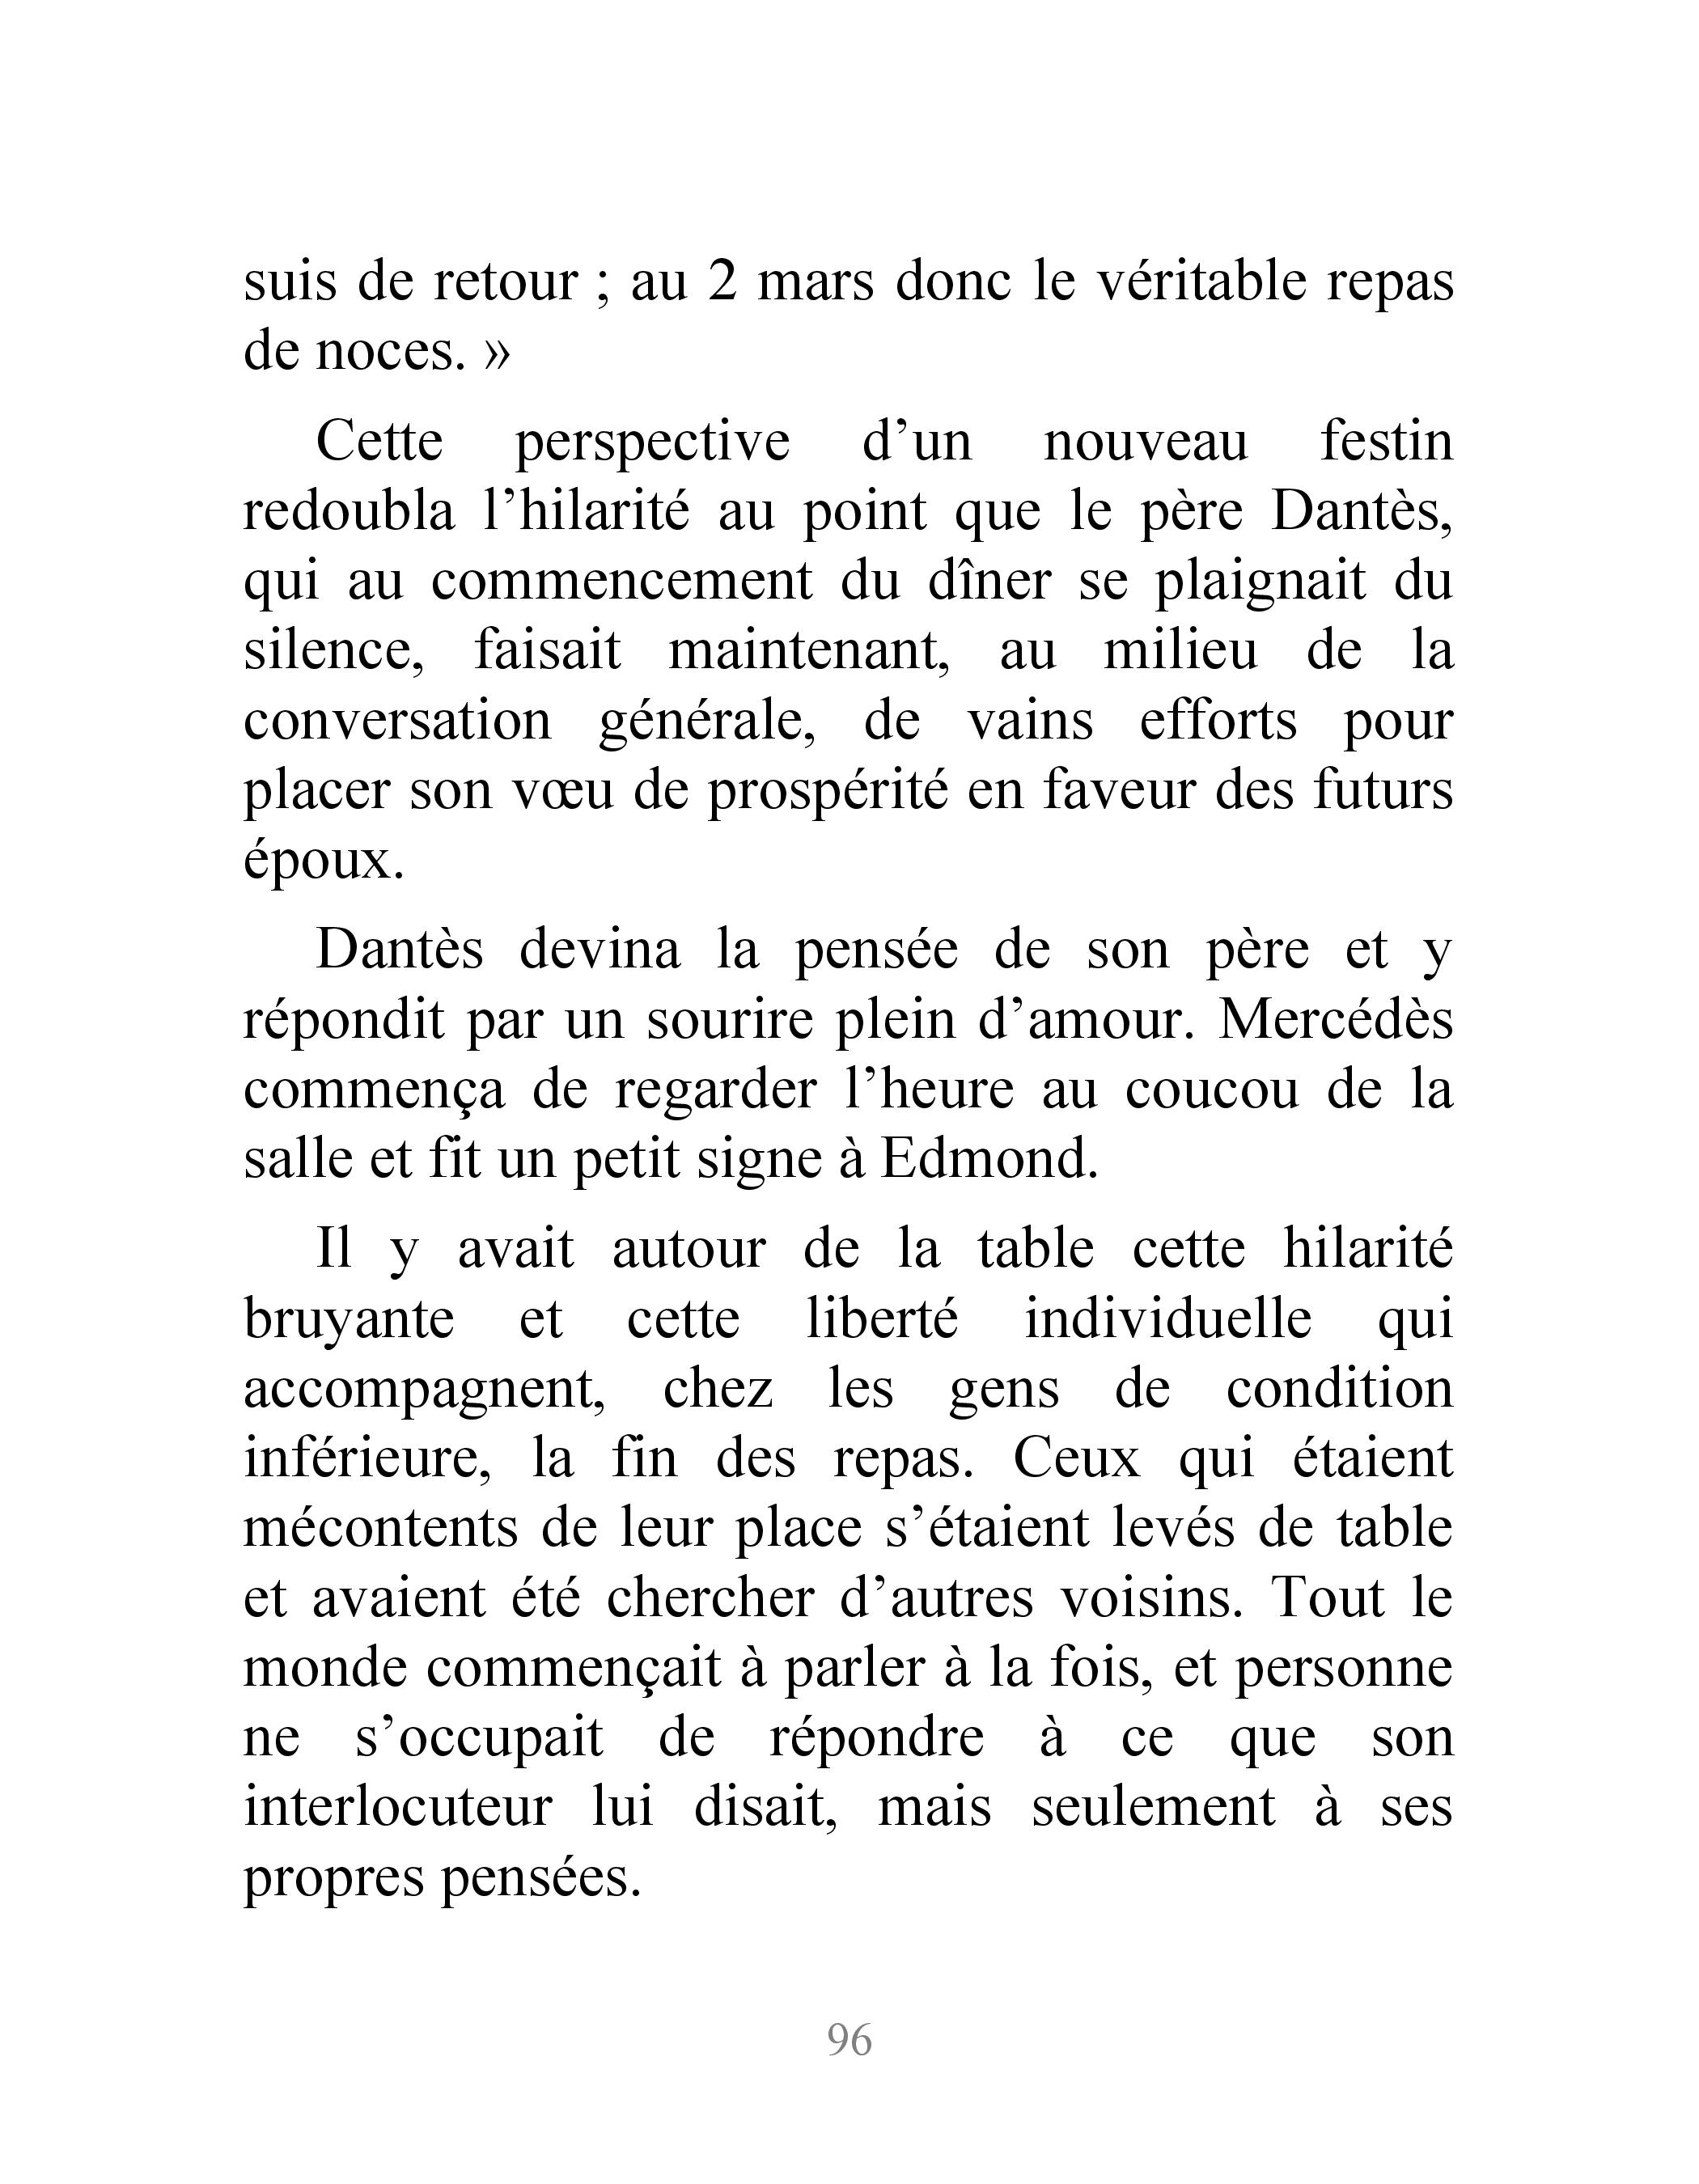 suis de retour ; au 2 mars donc le véritable repas
de noces. »
Cette perspective d’un nouveau festin
redoubla l’hilarité au point que le père Dantès,
qui au commencement du dîner se plaignait du
silence, faisait maintenant, au milieu de la
conversation générale, de vains efforts pour
placer son vœu de prospérité en faveur des futurs
époux.
Dantès devina la pensée de son père et y
répondit par un sourire plein d’amour. Mercédès
commença de regarder l’heure au coucou de la
salle et fit un petit signe à Edmond.
Il y avait autour de la table cette hilarité
bruyante et cette liberté individuelle qui
accompagnent, chez les gens de condition
inférieure, la fin des repas. Ceux qui étaient
mécontents de leur place s’étaient levés de table
et avaient été chercher d’autres voisins. Tout le
monde commençait à parler à la fois, et personne
ne s’occupait de répondre à ce que son
interlocuteur lui disait, mais seulement à ses
propres pensées.
96